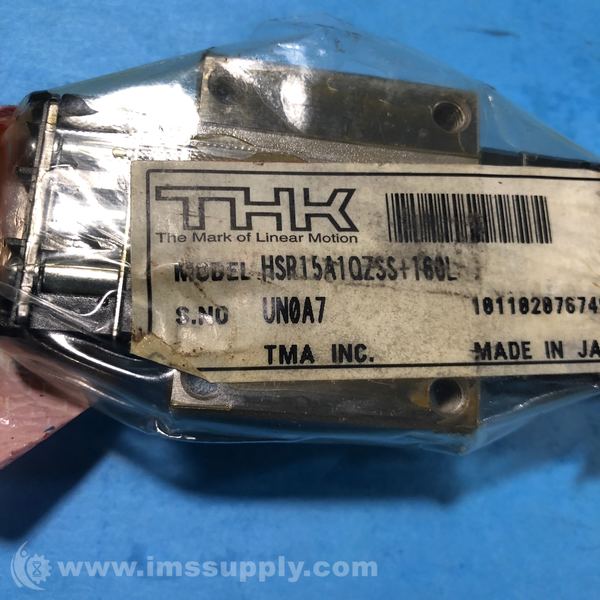 THK
The Mark of Linear Motion
MODEL HSR15A1QZSS+160L
S.NO UN0A7
TMA INC. MADE IN JA
www.imssupply.com